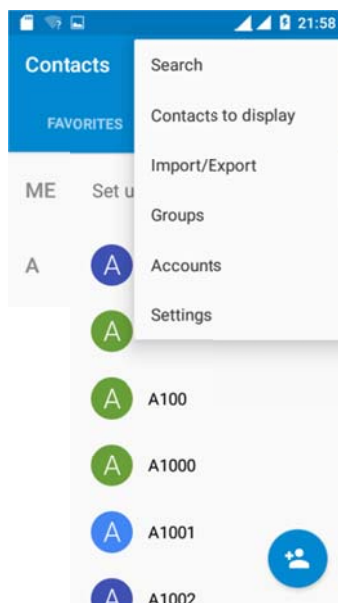 21:58
Contacts
Search
FAVORITES
Contacts to display
Import/Export
ME
Set u
Groups
A
A
Accounts
Settings
A
A
A100
A
A1000
A
A1001
A
A1002